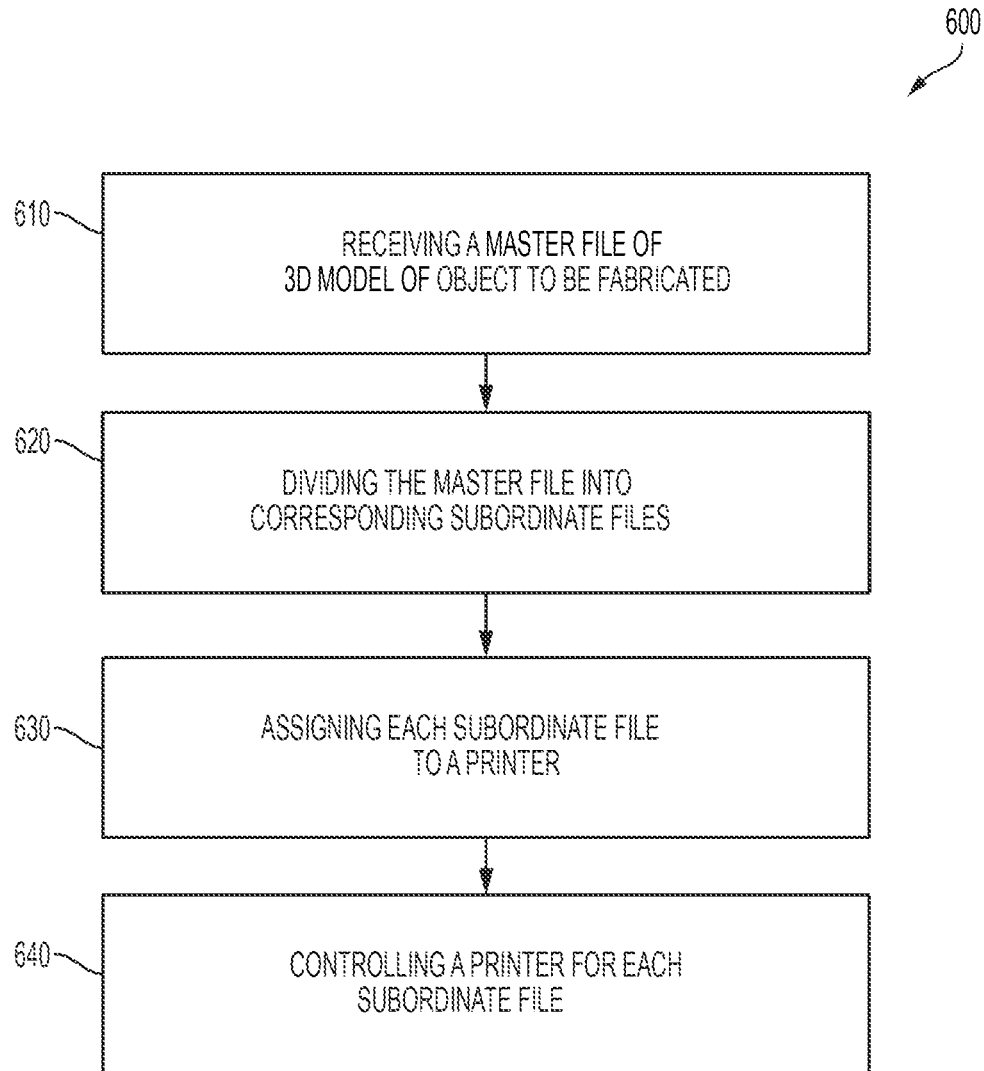 600
610
RECEIVING A MASTER FILE OF
3D MODEL OF OBJECT TO BE FABRICATED
620
DIVIDING THE MASTER FILE INTO
CORRESPONDING SUBORDINATE FILES
630
ASSIGNING EACH SUBORDINATE FILE
TO A PRINTER
640
CONTROLLING A PRINTER FOR EACH
SUBORDINATE FILE